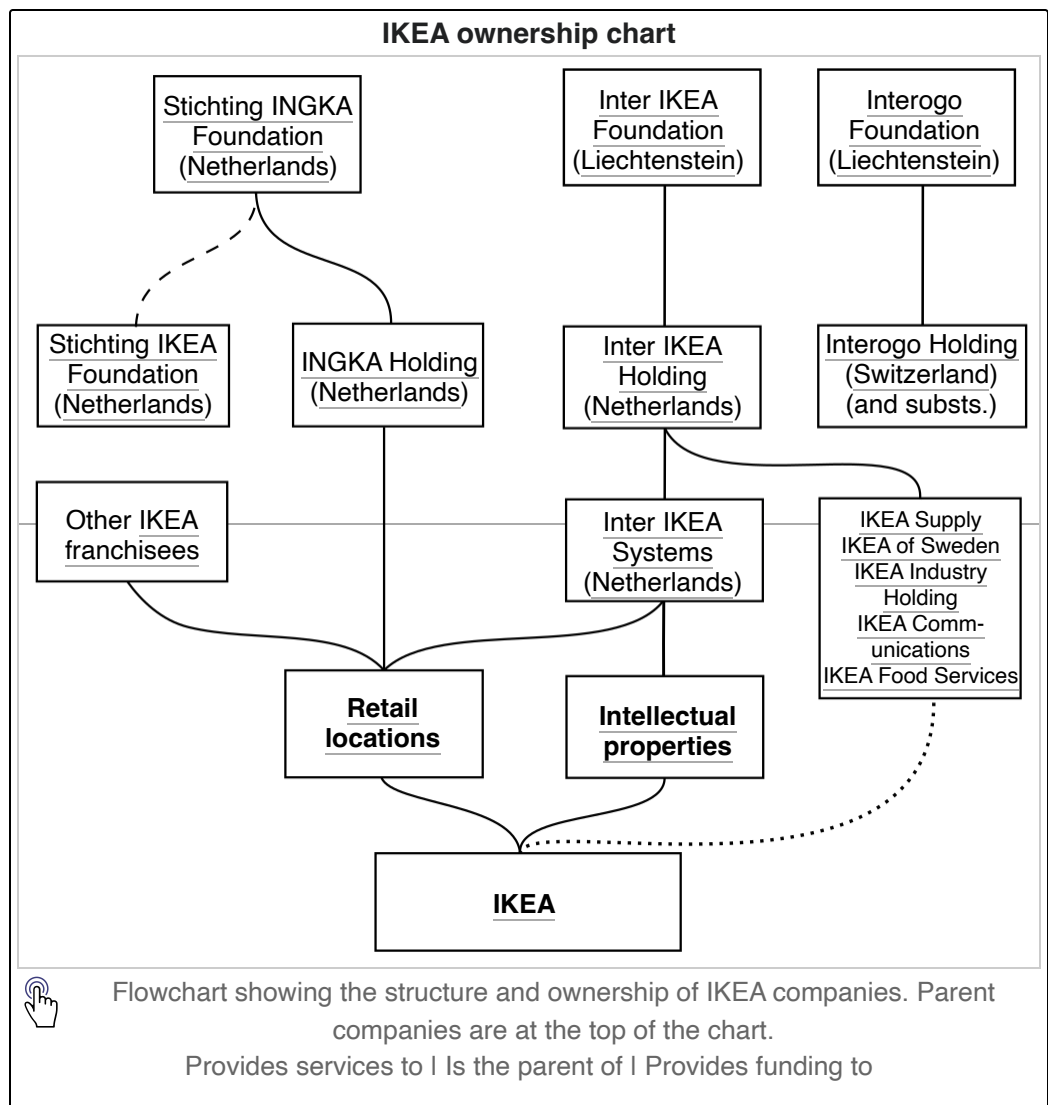 IKEA ownership chart
Stichting INGKA
Foundation
(Netherlands)
Inter IKEA
Foundation
(Liechtenstein)
Interogo
Foundation
(Liechtenstein)
Stichting IKEA
Foundation
(Netherlands)
INGKA Holding
(Netherlands)
Inter IKEA
Holding
(Netherlands)
Interogo Holding
(Switzerland)
(and substs.)
Other IKEA
franchisees
Inter IKEA
Systems
(Netherlands)
IKEA Supply
IKEA of Sweden
IKEA Industry
Holding
IKEA Comm-
unications
IKEA Food Services
Retail
locations
Intellectual
properties
IKEA
Flowchart showing the structure and ownership of IKEA companies. Parent
companies are at the top of the chart.
Provides services to | Is the parent of | Provides funding to